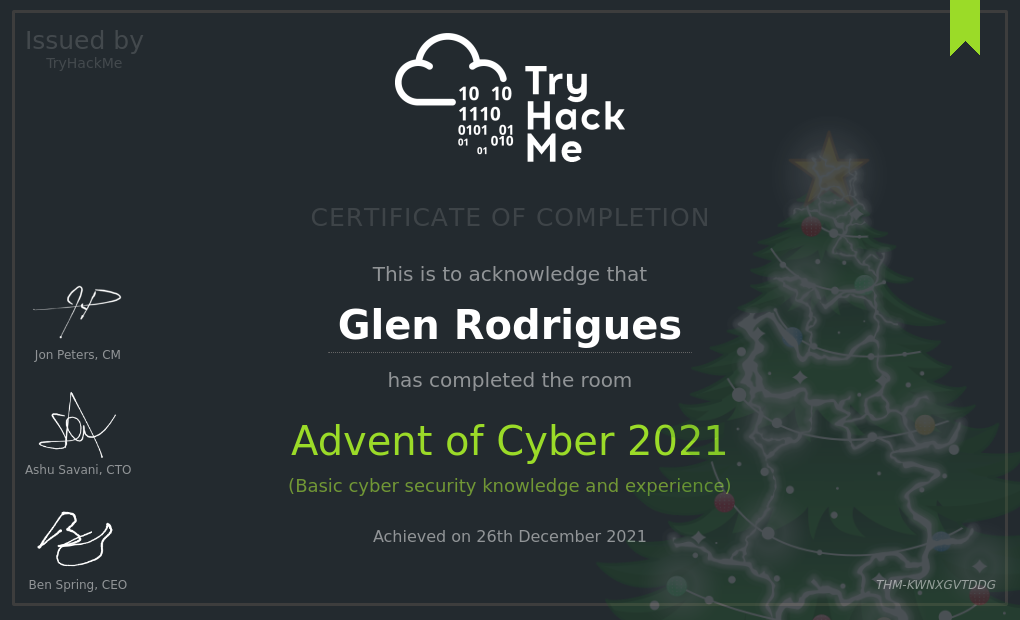 Issued by
TryHackMe
10 10
1110
0101 01
01 010
01
Try
Hack
Me
CERTIFICATE OF COMPLETION
This is to acknowledge that
Glen Rodrigues
has completed the room
Advent of Cyber 2021
(Basic cyber security knowledge and experience)
Achieved on 26th December 2021
Jon Peters, CM
Ashu Savani, CTO
Ben Spring, CEO
THM-KWNXGVTDDG